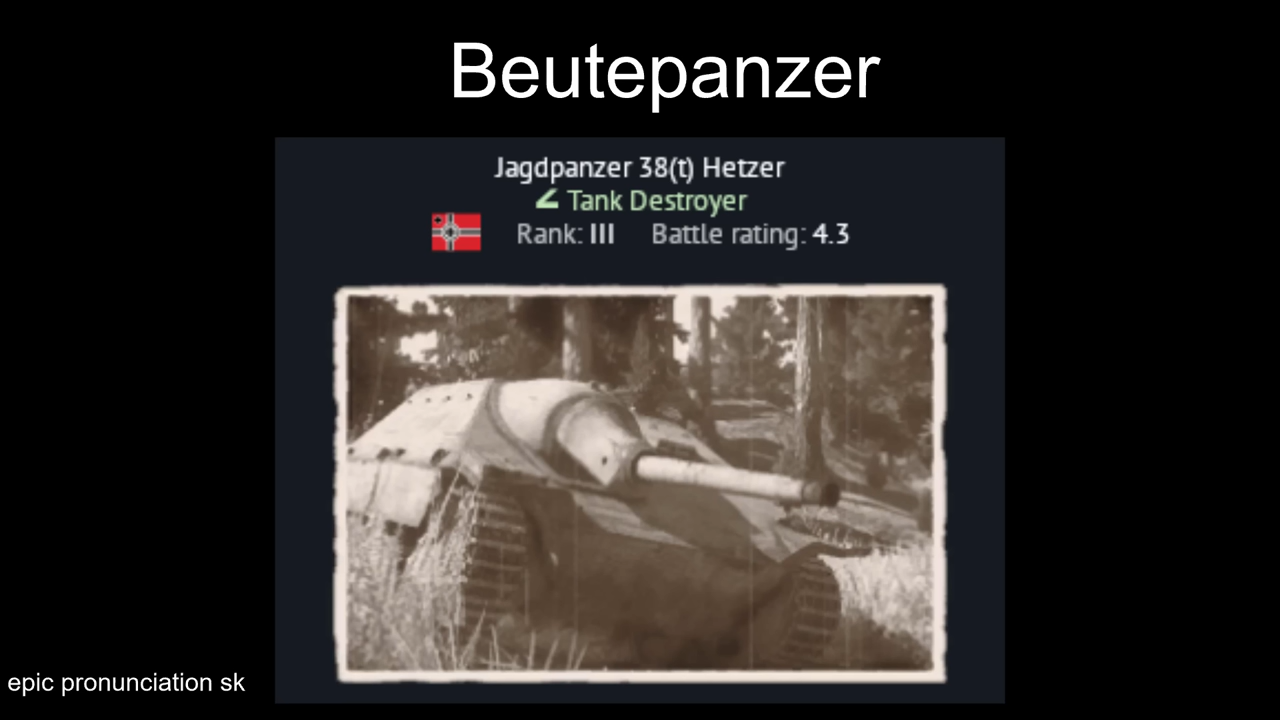 Beutepanzer
Jagdpanzer 38(t) Hetzer
Tank Destroyer
Rank: III Battle rating: 4.3
epic pronunciation sk